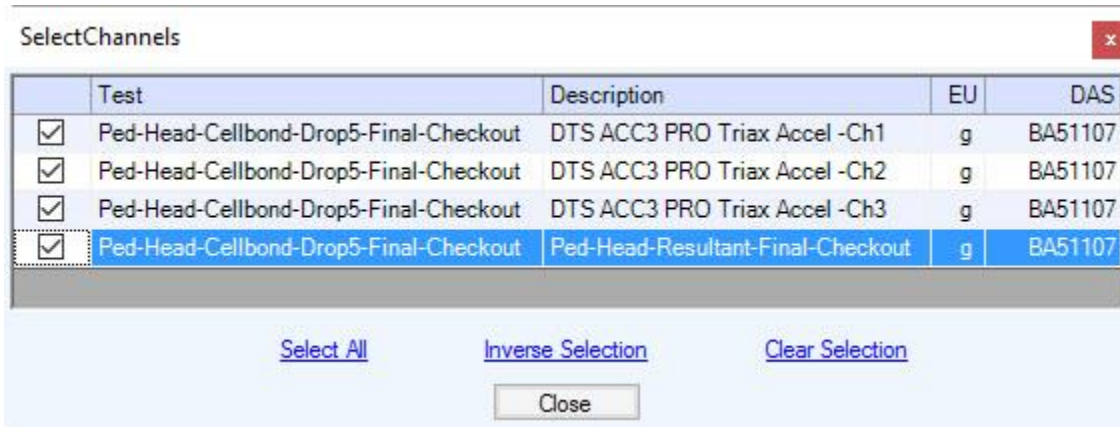 SelectChannels
x
Test Description EU DAS
Ped-Head-Cellbond-Drop5-Final-Checkout DTS ACC3 PRO Triax Accel -Ch1 g BA51107
Ped-Head-Cellbond-Drop5-Final-Checkout DTS ACC3 PRO Triax Accel -Ch2 g BA51107
Ped-Head-Cellbond-Drop5-Final-Checkout DTS ACC3 PRO Triax Accel -Ch3 g BA51107
Ped-Head-Cellbond-Drop5-Final-Checkout Ped-Head-Resultant-Final-Checkout g BA51107
Select All Inverse Selection Clear Selection
Close